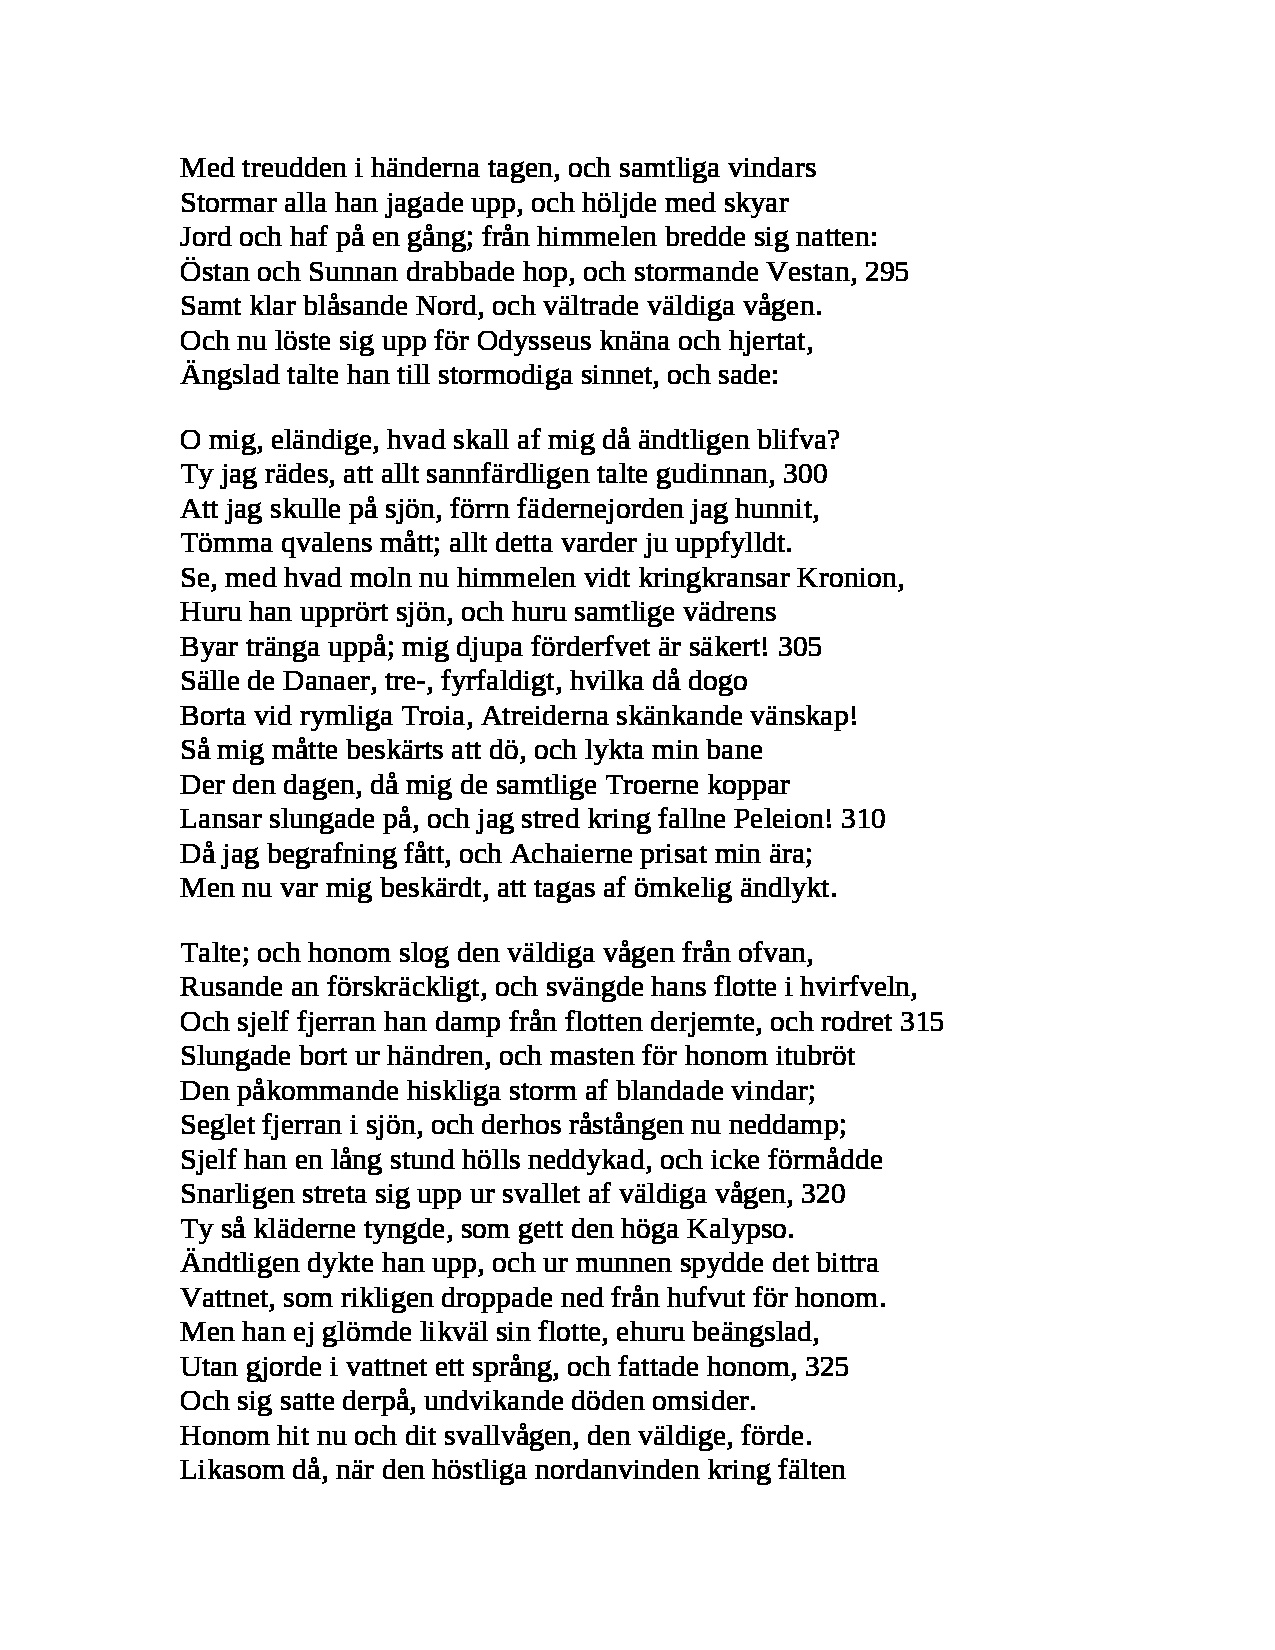 Med treudden i händerna tagen, och samtliga vindars
Stormar alla han jagade upp, och höljde med skyar
Jord och haf på en gång; från himmelen bredde sig natten:
Östan och Sunnan drabbade hop, och stormande Vestan, 295
Samt klar blåsande Nord, och vältrade väldiga vågen.
Och nu löste sig upp för Odysseus knäna och hjertat,
Ängslad talte han till stormodiga sinnet, och sade:

O mig, eländige, hvad skall af mig då ändtligen blifva?
Ty jag rädes, att allt sannfärdligen talte gudinnan, 300
Att jag skulle på sjön, förrn fädernejorden jag hunnit,
Tömma qvalens mått; allt detta varder ju uppfylldt.
Se, med hvad moln nu himmelen vidt kringkransar Kronion,
Huru han upprört sjön, och huru samtlige vädrens
Byar tränga uppå; mig djupa förderfvet är säkert! 305
Sälle de Danaer, tre-, fyrfaldigt, hvilka då dogo
Borta vid rymliga Troia, Atreiderna skänkande vänskap!
Så mig måtte beskärts att dö, och lykta min bane
Der den dagen, då mig de samtlige Troerne koppar
Lansar slungade på, och jag stred kring fallne Peleion! 310
Då jag begrafning fått, och Achaierne prisat min ära;
Men nu var mig beskärdt, att tagas af ömkelig ändlykt.

Talte; och honom slog den väldiga vågen från ofvan,
Rusande an förskräckligt, och svängde hans flotte i hvirfveln,
Och sjelf fjerran han damp från flotten derjemte, och rodret 315
Slungade bort ur händren, och masten för honom itubröt
Den påkommande hiskliga storm af blandade vindar;
Seglet fjerran i sjön, och derhos råstången nu neddamp;
Sjelf han en lång stund hölls neddykad, och icke förmådde
Snarligen streta sig upp ur svallet af väldiga vågen, 320
Ty så kläderne tyngde, som gett den höga Kalypso.
Ändtligen dykte han upp, och ur munnen spydde det bittra
Vattnet, som rikligen droppade ned från hufvut för honom.
Men han ej glömde likväl sin flotte, ehuru beängslad,
Utan gjorde i vattnet ett språng, och fattade honom, 325
Och sig satte derpå, undvikande döden omsider.
Honom hit nu och dit svallvågen, den väldige, förde.
Likasom då, när den höstliga nordanvinden kring fälten